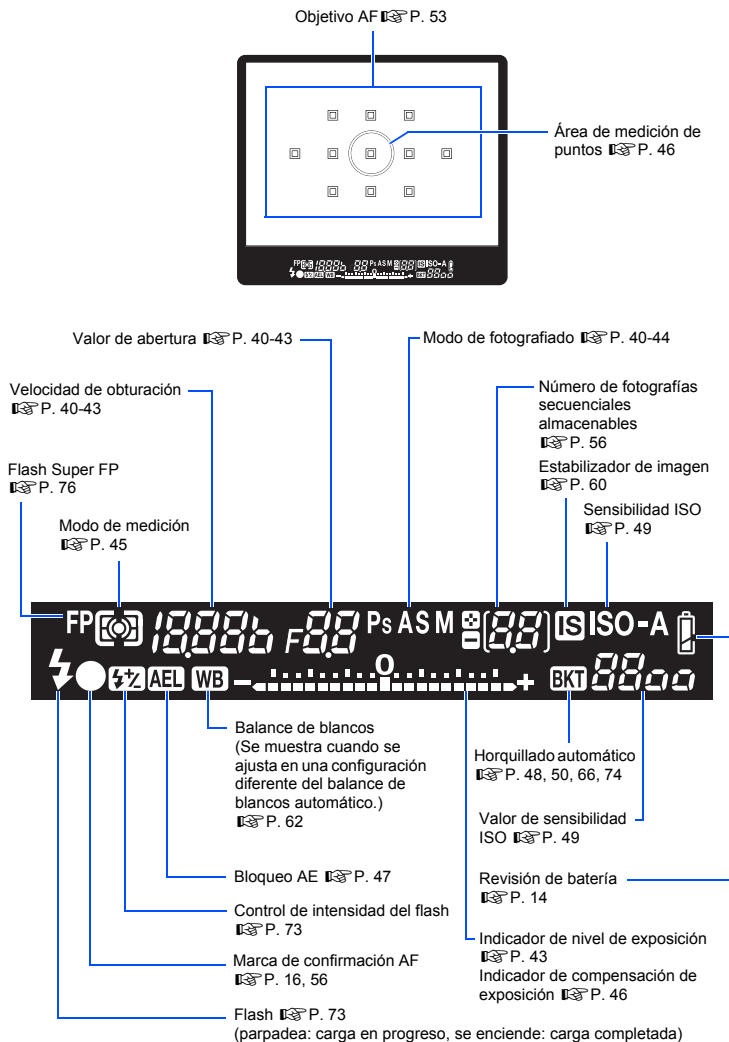 Objetivo AF ☞ P. 53
Área de medición de
puntos ☞ P. 46
Valor de abertura ☞ P. 40-43
Modo de fotografiado ☞ P. 40-44
Velocidad de obturación
☞ P. 40-43
Número de fotografías
secuenciales
almacenables
☞ P. 56
Flash Super FP
☞ P. 76
Estabilizador de imagen
☞ P. 60
Modo de medición
☞ P. 45
Sensibilidad ISO
☞ P. 49
FP Ps A S M IS ISO-A
AEL WB - 0 + BKT
Balance de blancos
(Se muestra cuando se
ajusta en una configuración
diferente del balance de
blancos automático.)
☞ P. 62
Horquillado automático
☞ P. 48, 50, 66, 74
Valor de sensibilidad
ISO ☞ P. 49
Bloqueo AE ☞ P. 47
Revisión de batería
☞ P. 14
Control de intensidad del flash
☞ P. 73
Indicador de nivel de exposición
☞ P. 43
Indicador de compensación de
exposición ☞ P. 46
Marca de confirmación AF
☞ P. 16, 56
Flash ☞ P. 73
(parpadea: carga en progreso, se enciende: carga completada)